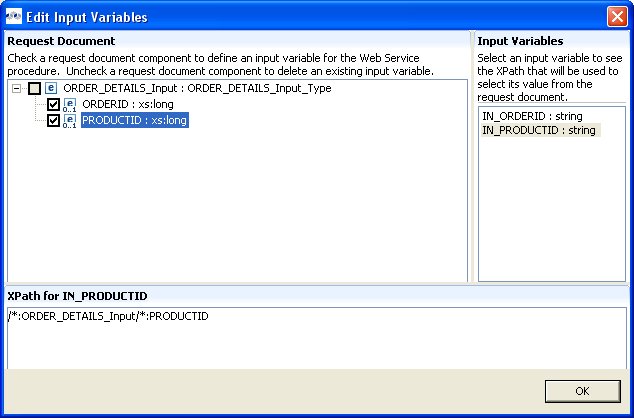 Edit Input Variables
Request Document
Check a request document component to define an input variable for the Web Service
procedure.  Uncheck a request document component to delete an existing input variable.
e ORDER_DETAILS_Input : ORDER_DETAILS_Input_Type
e 0..1 ORDERID : xs:long
e 0..1 PRODUCTID : xs:long
Input Variables
Select an input variable to see
the XPath that will be used to
select its value from the
request document.
IN_ORDERID : string
IN_PRODUCTID : string
XPath for IN_PRODUCTID
/*:ORDER_DETAILS_Input/*:PRODUCTID
OK